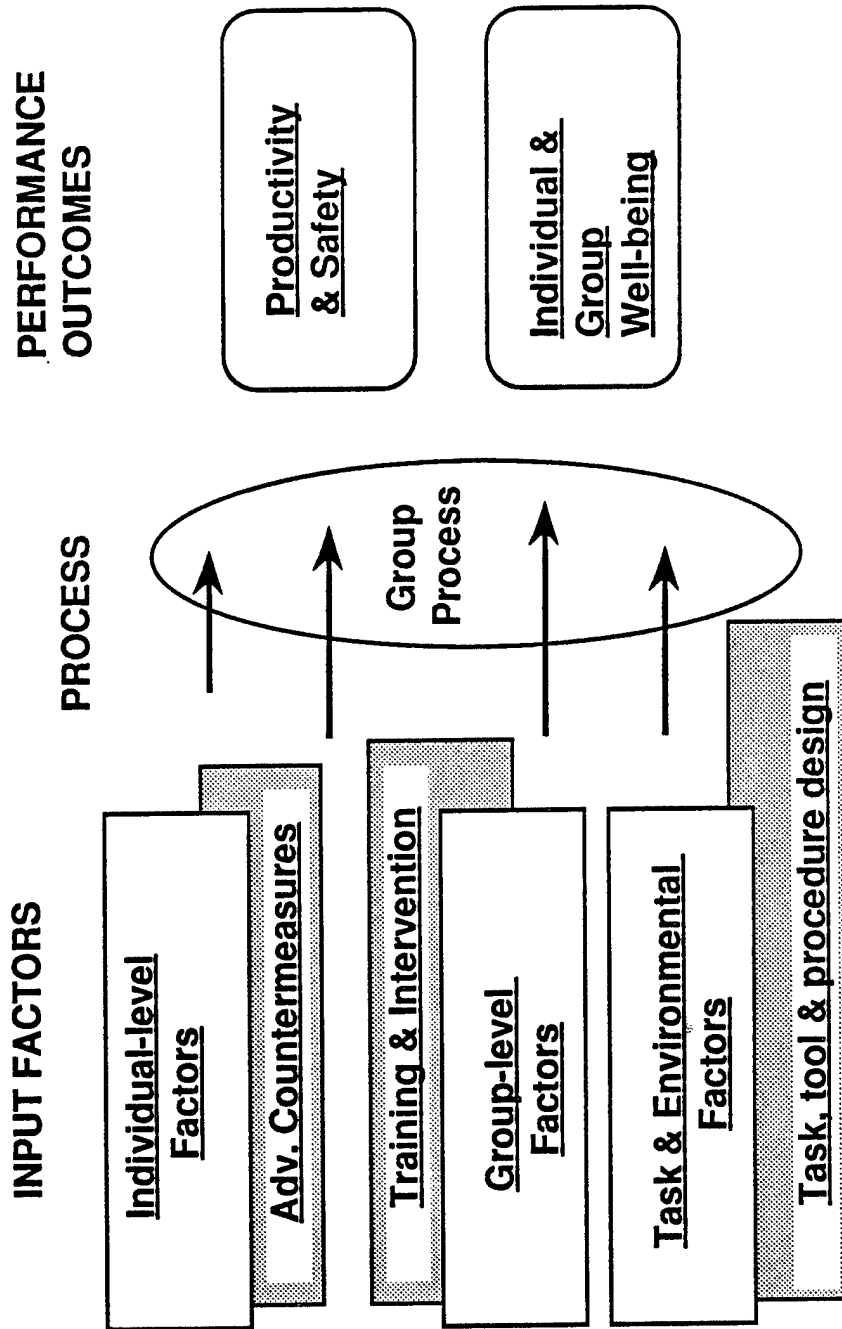 INPUT FACTORS
Individual-level
Factors
Adv. Countermeasures
Training & Intervention
Group-level
Factors
Task & Environmental
Factors
Task, tool & procedure design
PROCESS
Group
Process
PERFORMANCE
OUTCOMES
Productivity
& Safety
Individual &
Group
Well-being